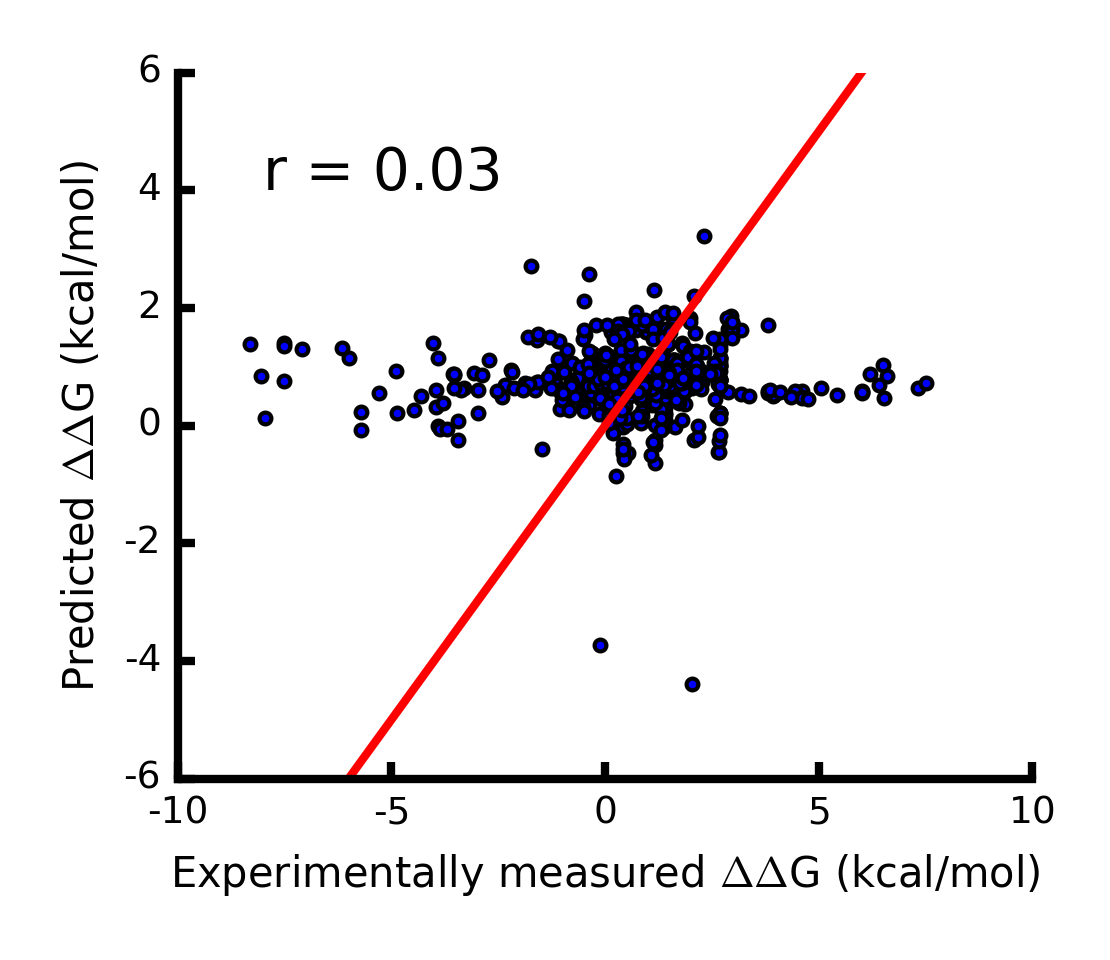 6
r = 0.03
4
2
0
-2
-4
-6
Predicted ΔΔG (kcal/mol)
-10 -5 0 5 10
Experimentally measured ΔΔG (kcal/mol)